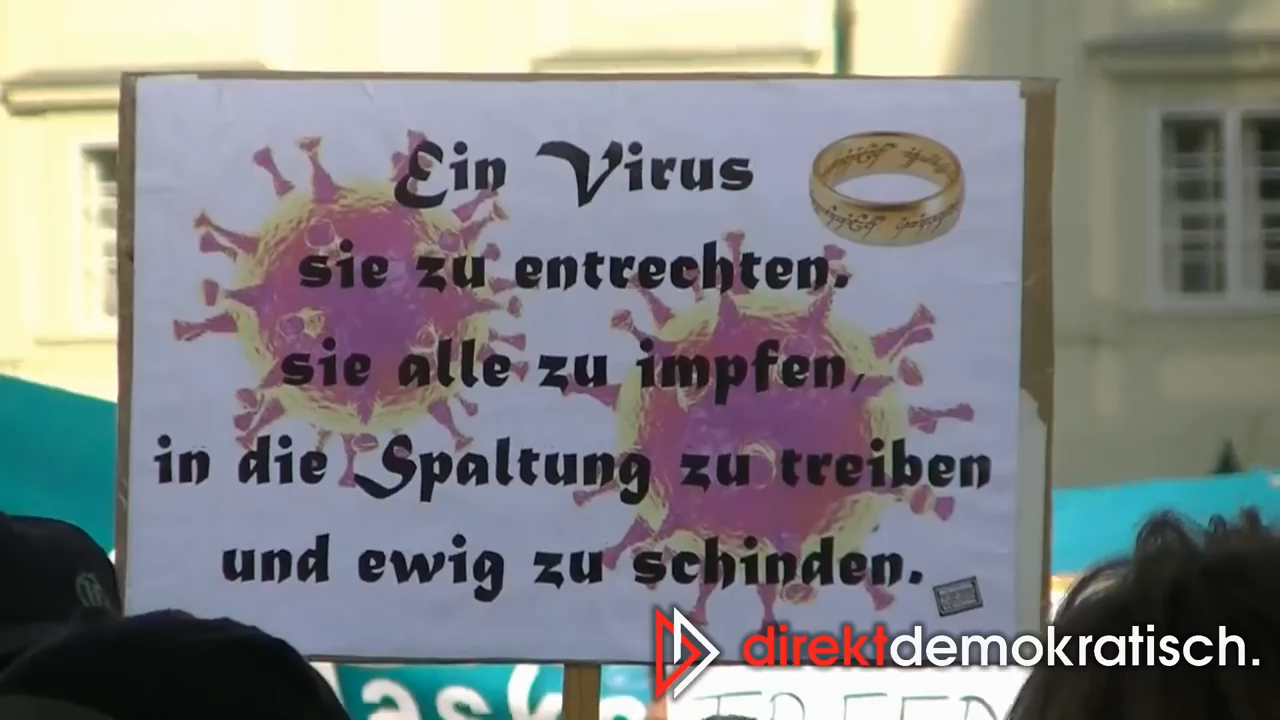 Ein Virus
sie zu entrechten.
sie alle zu impfen,
in die Spaltung zu treiben
und ewig zu schinden.
direktdemokratisch.